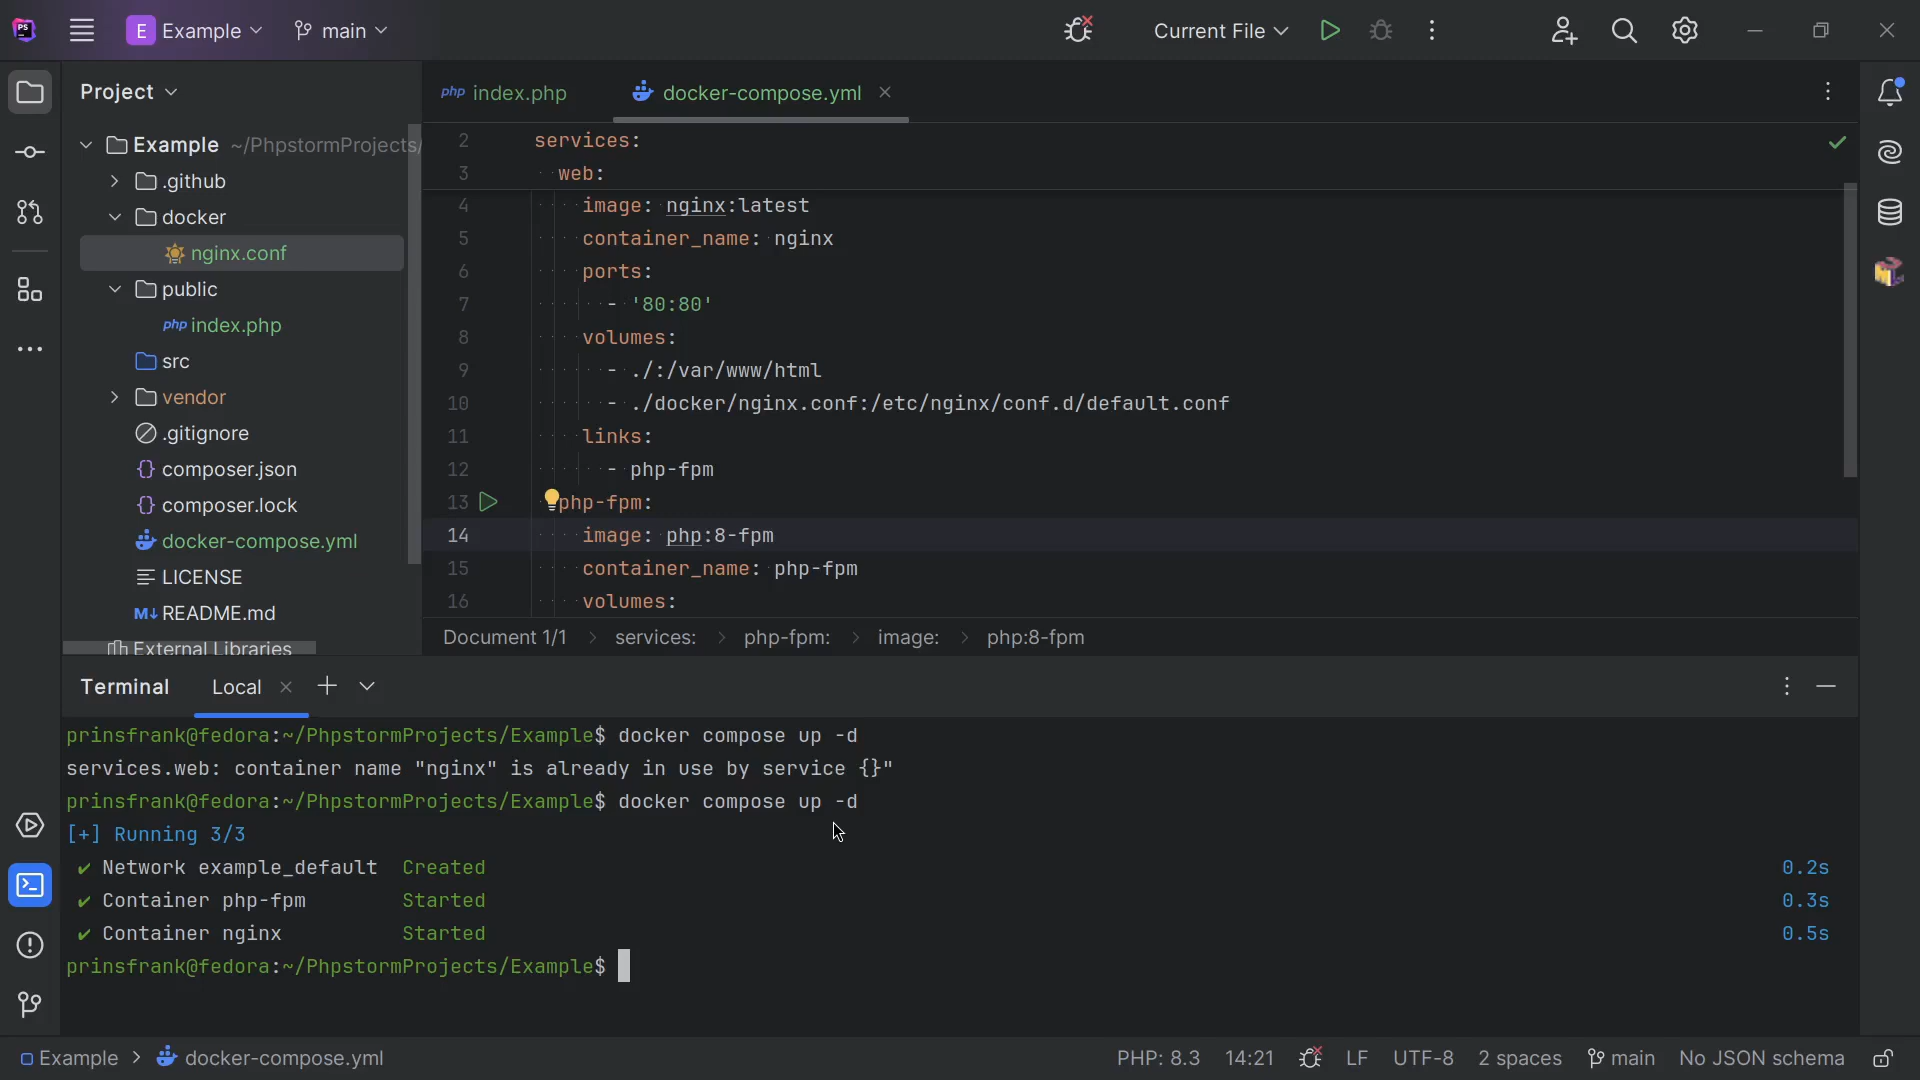 PS
E Example
main
Current File
Project
Example ~/PhpstormProjects/
.github
docker
nginx.conf
public
php index.php
src
vendor
.gitignore
{} composer.json
{} composer.lock
docker-compose.yml
LICENSE
M↓ README.md
External Libraries
php index.php
docker-compose.yml
2 services:
3 web:
4 image: nginx:latest
5 container_name: nginx
6 ports:
7 - '80:80'
8 volumes:
9 - ./:/var/www/html
10 - ./docker/nginx.conf:/etc/nginx/conf.d/default.conf
11 links:
12 - php-fpm
13 php-fpm:
14 image: php:8-fpm
15 container_name: php-fpm
16 volumes:
Document 1/1 > services: > php-fpm: > image: > php:8-fpm
Terminal Local
prinsfrank@fedora:~/PhpstormProjects/Example$ docker compose up -d
services.web: container name "nginx" is already in use by service {}"
prinsfrank@fedora:~/PhpstormProjects/Example$ docker compose up -d
[+] Running 3/3
✔ Network example_default Created 0.2s
✔ Container php-fpm Started 0.3s
✔ Container nginx Started 0.5s
prinsfrank@fedora:~/PhpstormProjects/Example$
Example > docker-compose.yml
PHP: 8.3 14:21 LF UTF-8 2 spaces main No JSON schema